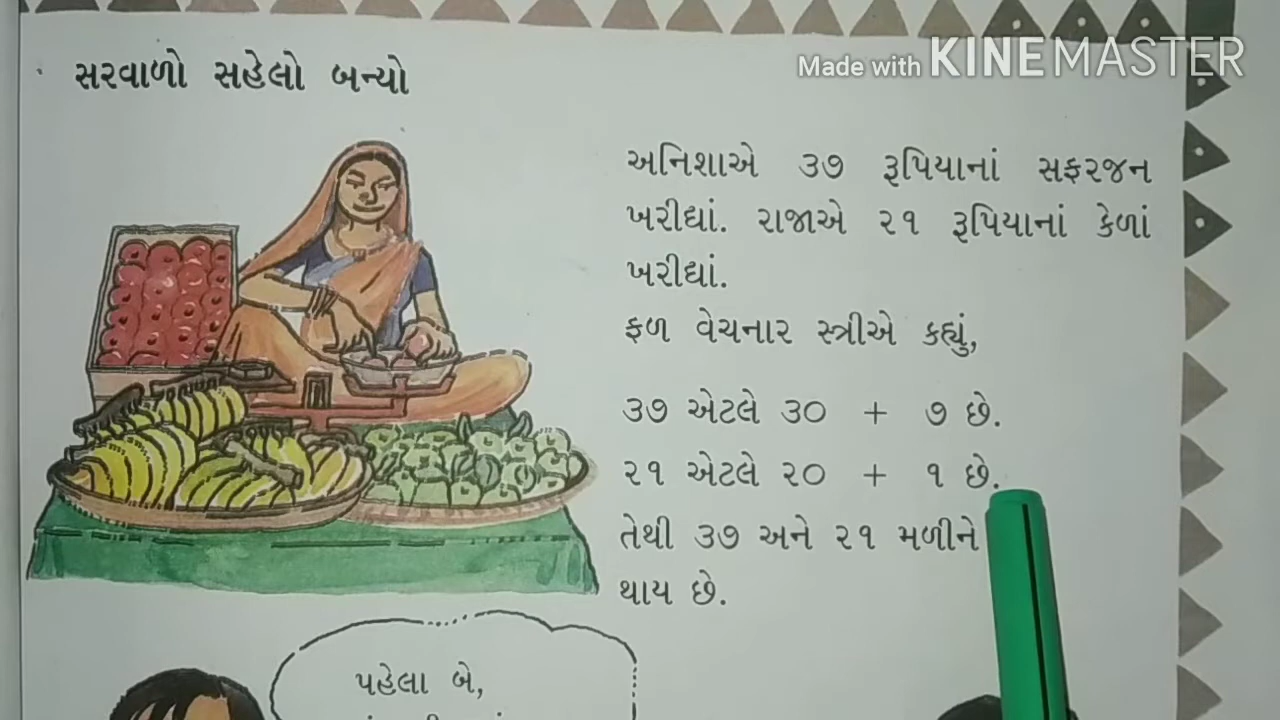 Made with KINEMASTER
સરવાળો સહેલો બન્યો
અનિશાએ ૩૭ રૂપિયાનાં સફરજન
ખરીદ્યાં. રાજાએ ૨૧ રૂપિયાનાં કેળાં
ખરીદ્યાં.
ફળ વેચનાર સ્ત્રીએ કહ્યું,
૩૭ એટલે ૩૦ + ૭ છે.
૨૧ એટલે ૨૦ + ૧ છે.
તેથી ૩૭ અને ૨૧ મળીને
થાય છે.
પહેલા બે,